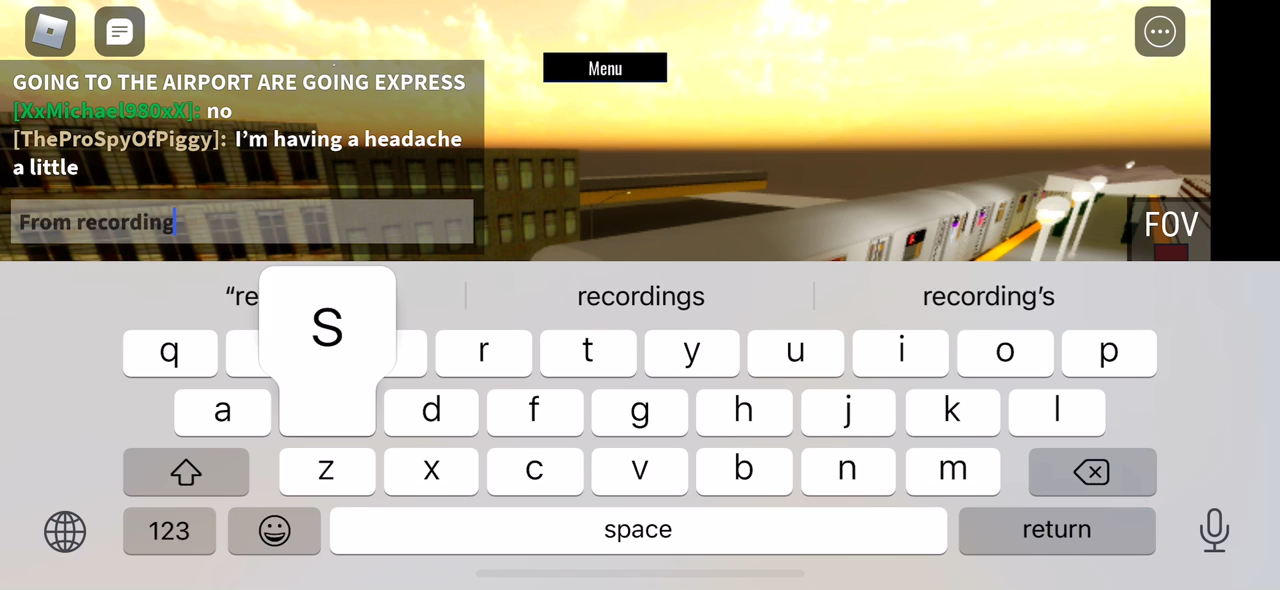 Menu
GOING TO THE AIRPORT ARE GOING EXPRESS
[XxMichael980xX]: no
[TheProSpyOfPiggy]: I’m having a headache
a little
From recording
FOV
“re
recordings
recording’s
S
q r t y u i o p
a d f g h j k l
z x c v b n m
123 space return